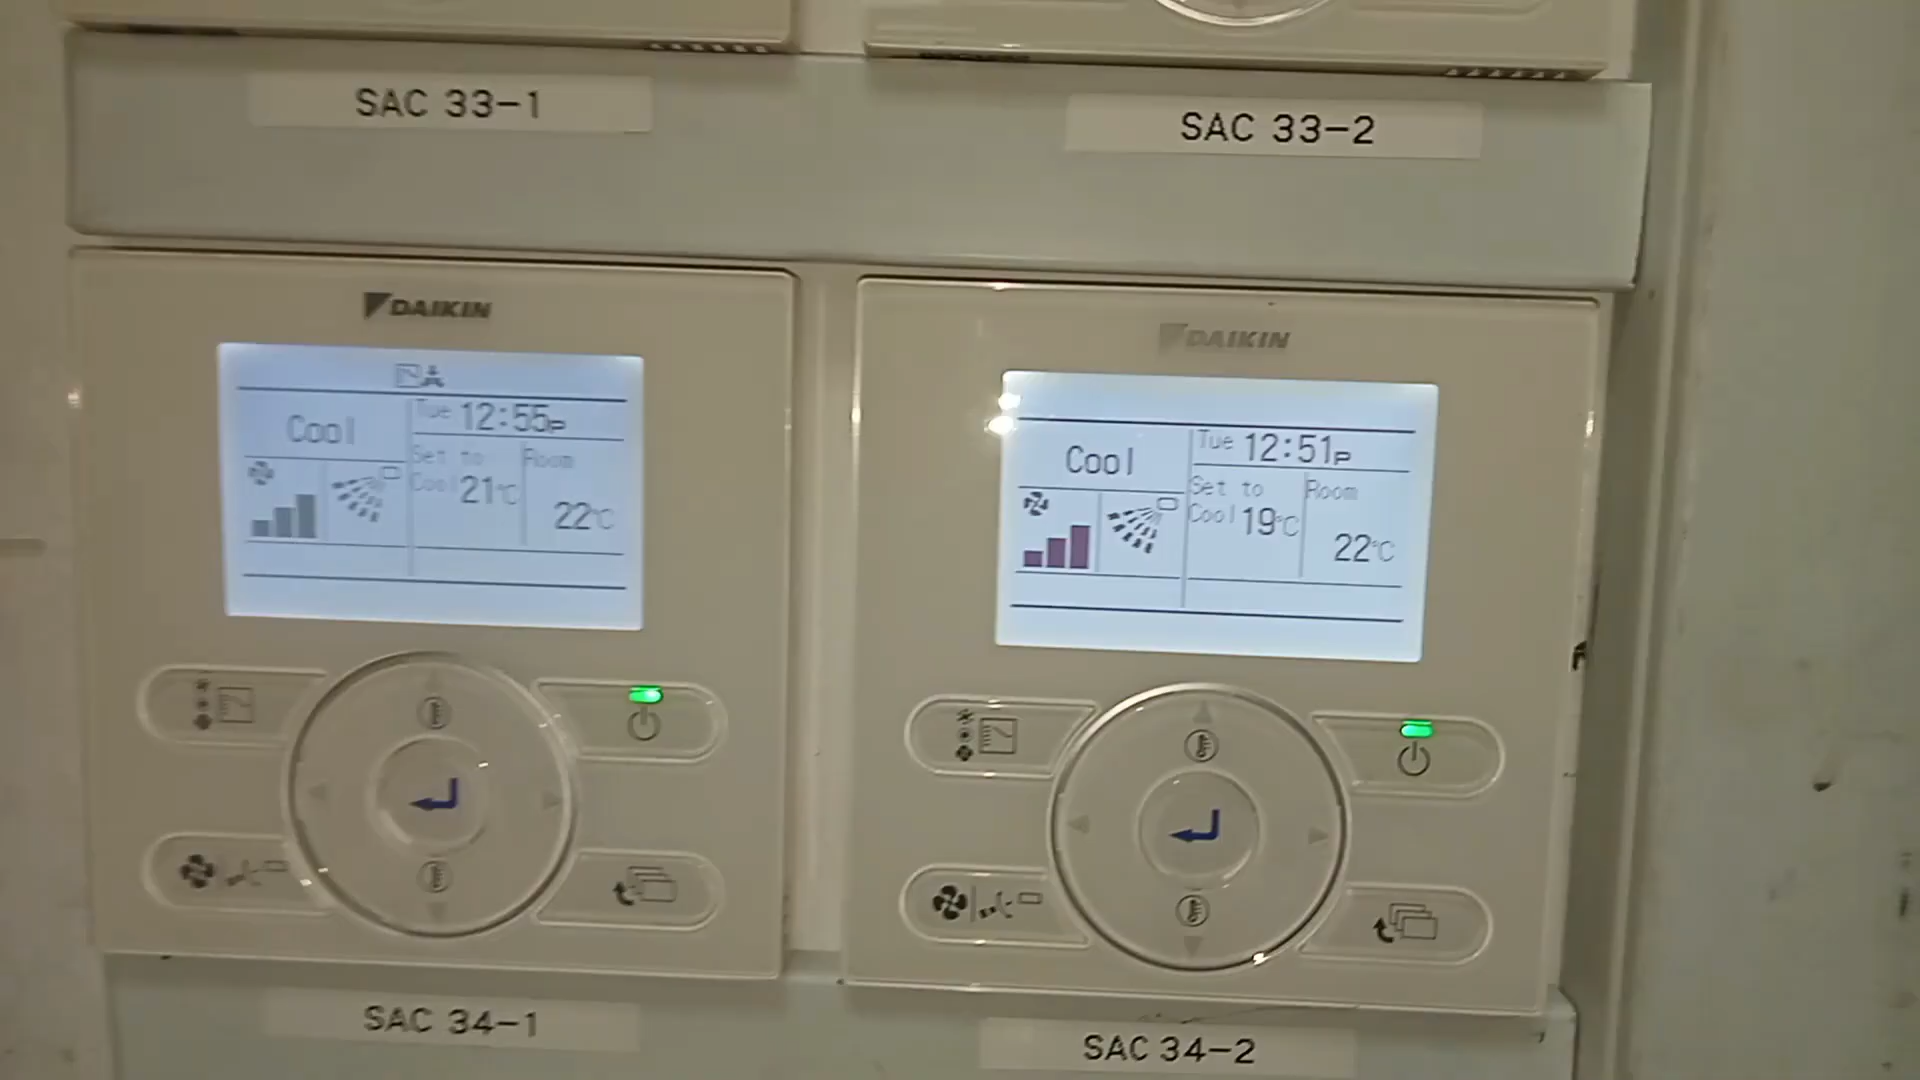 SAC 33-1
SAC 33-2
DAIKIN
Cool
Tue 12:55P
Set to
Cool 21°C
Room
22°C
DAIKIN
Cool
Tue 12:51P
Set to
Cool 19°C
Room
22°C
SAC 34-1
SAC 34-2